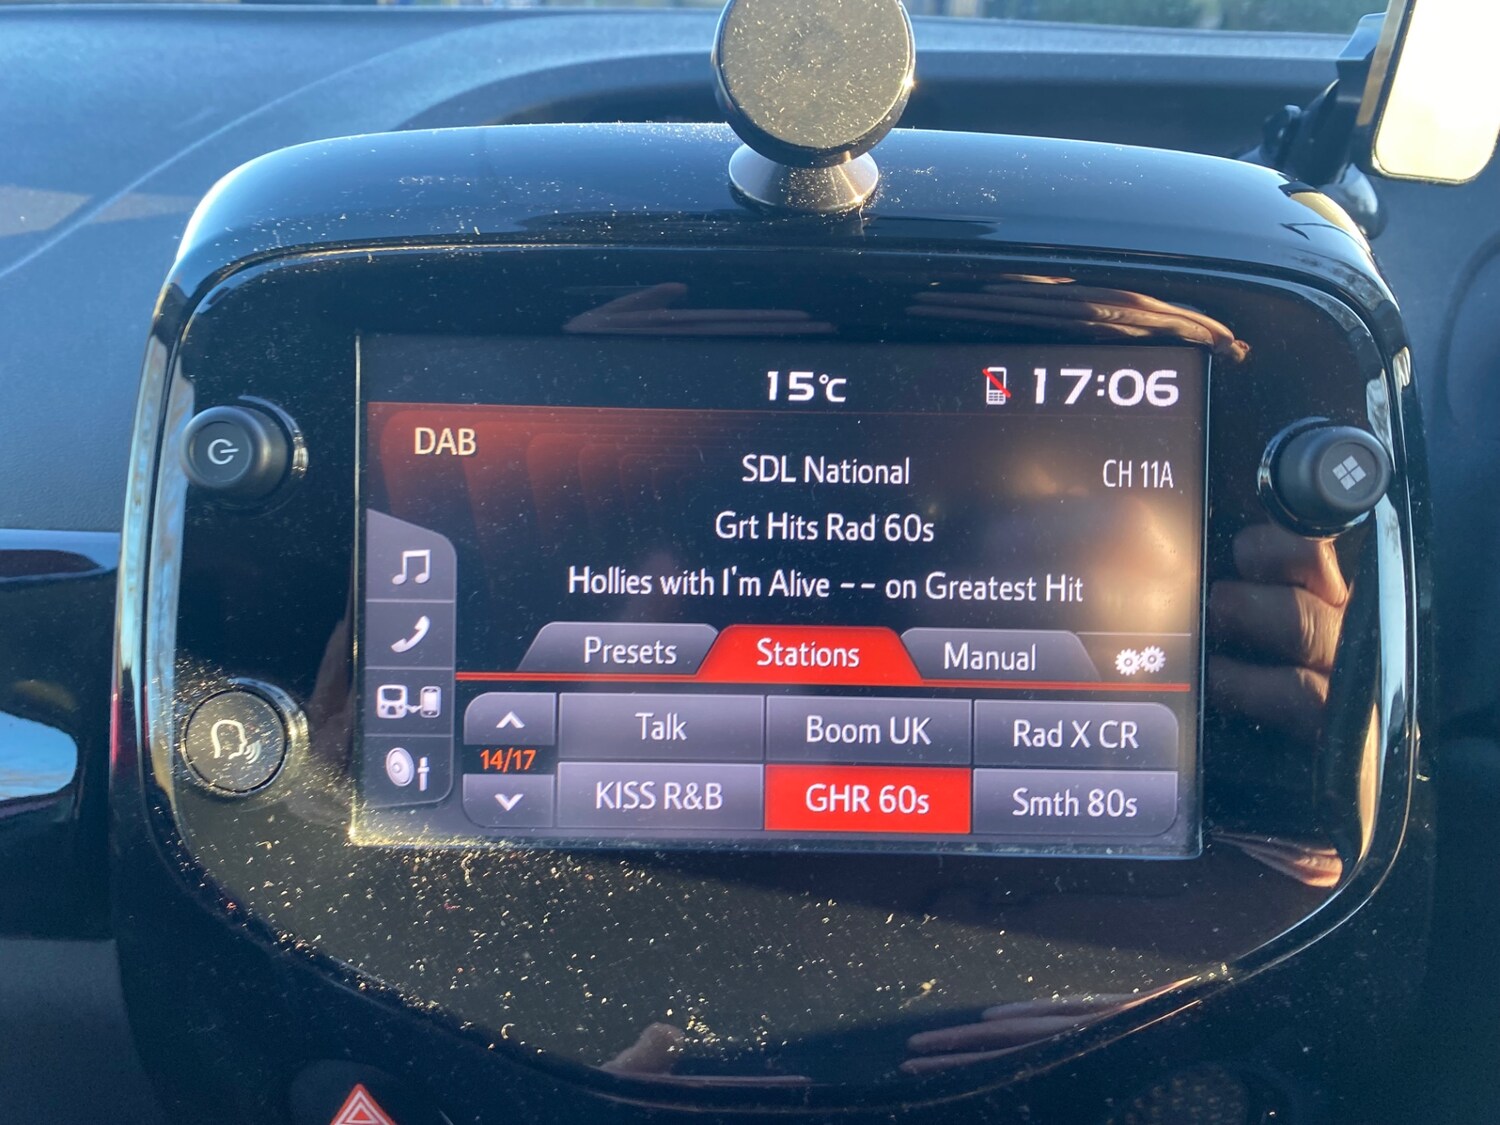 15°C
17:06
DAB
SDL National
CH 11A
Grt Hits Rad 60s
Hollies with I'm Alive -- on Greatest Hit
Presets
Stations
Manual
14/17
Talk
Boom UK
Rad X CR
KISS R&B
GHR 60s
Smth 80s